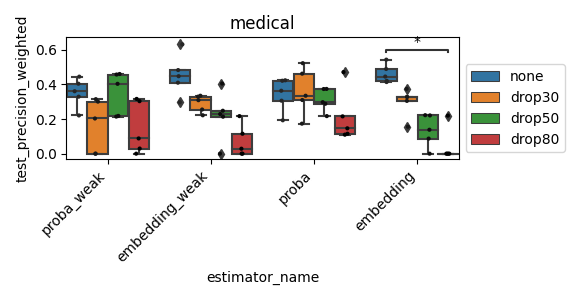 medical
test_precision_weighted
0.6
0.4
0.2
0.0
*
none
drop30
drop50
drop80
proba_weak
embedding_weak
proba
embedding
estimator_name